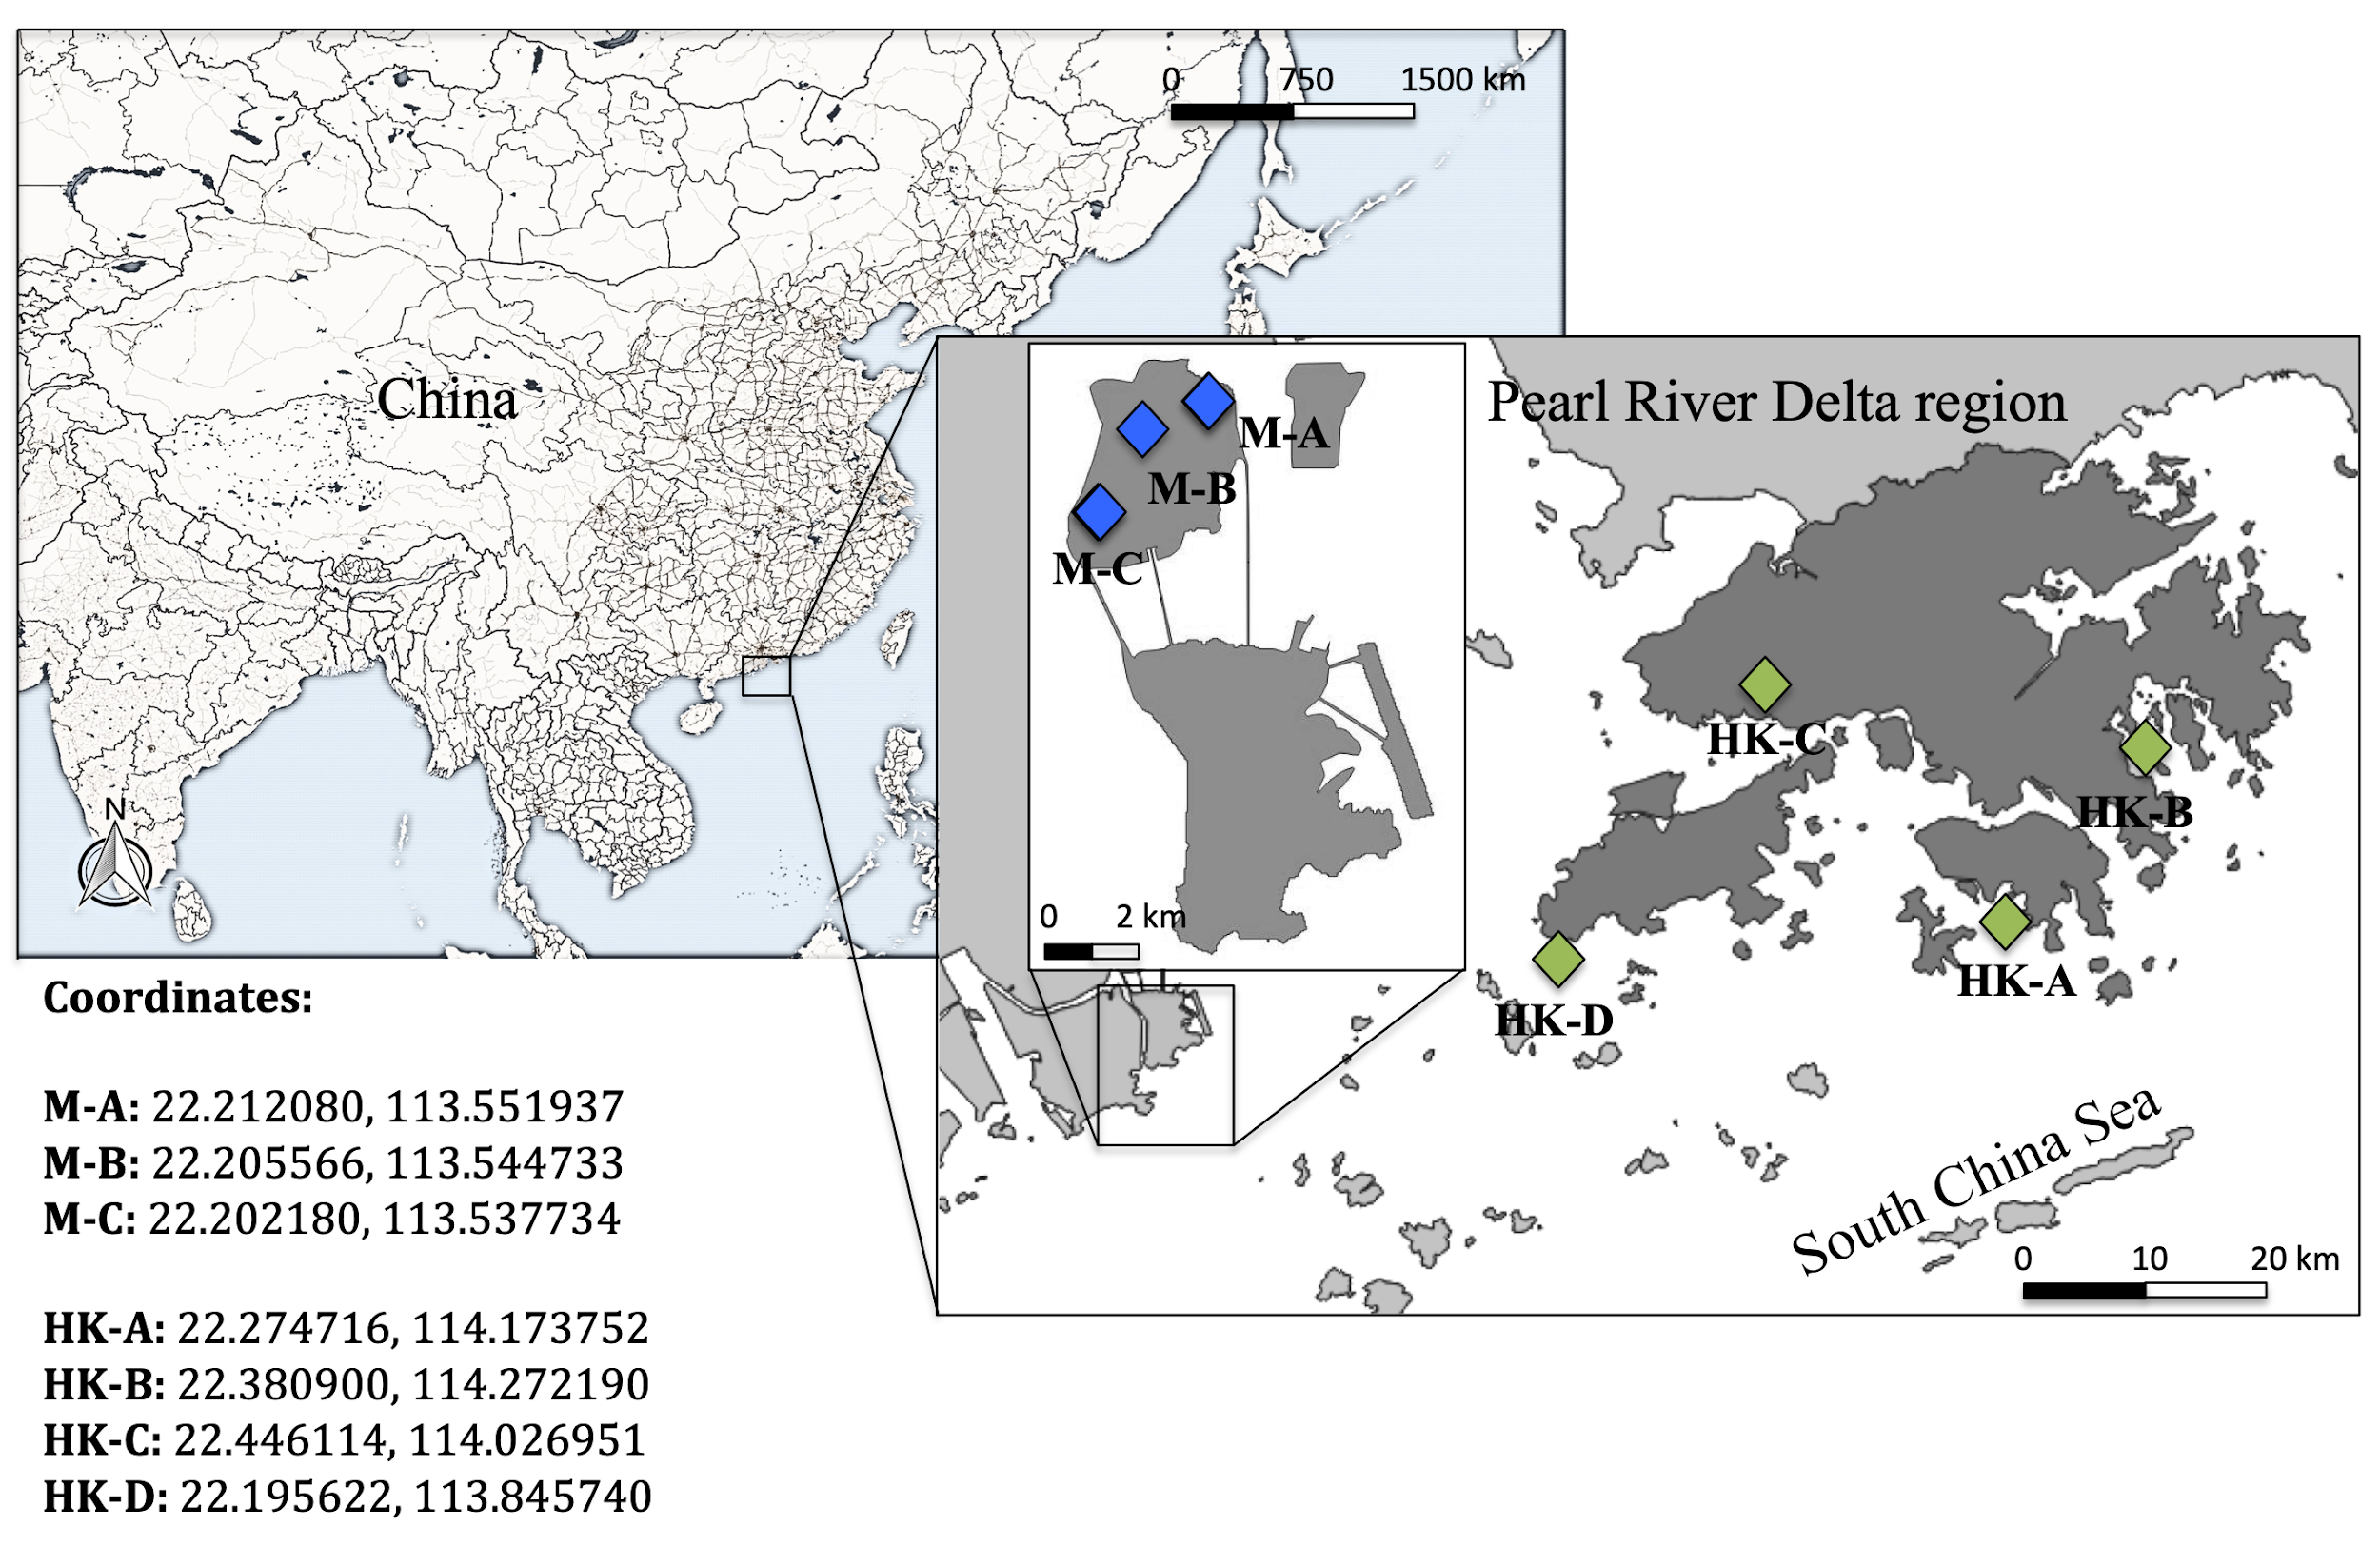 0 750 1500 km
China
Pearl River Delta region
M-A
M-B
M-C
HK-C
HK-B
0 2 km
HK-A
HK-D
N
South China Sea
0 10 20 km
Coordinates:
M-A: 22.212080, 113.551937
M-B: 22.205566, 113.544733
M-C: 22.202180, 113.537734
HK-A: 22.274716, 114.173752
HK-B: 22.380900, 114.272190
HK-C: 22.446114, 114.026951
HK-D: 22.195622, 113.845740